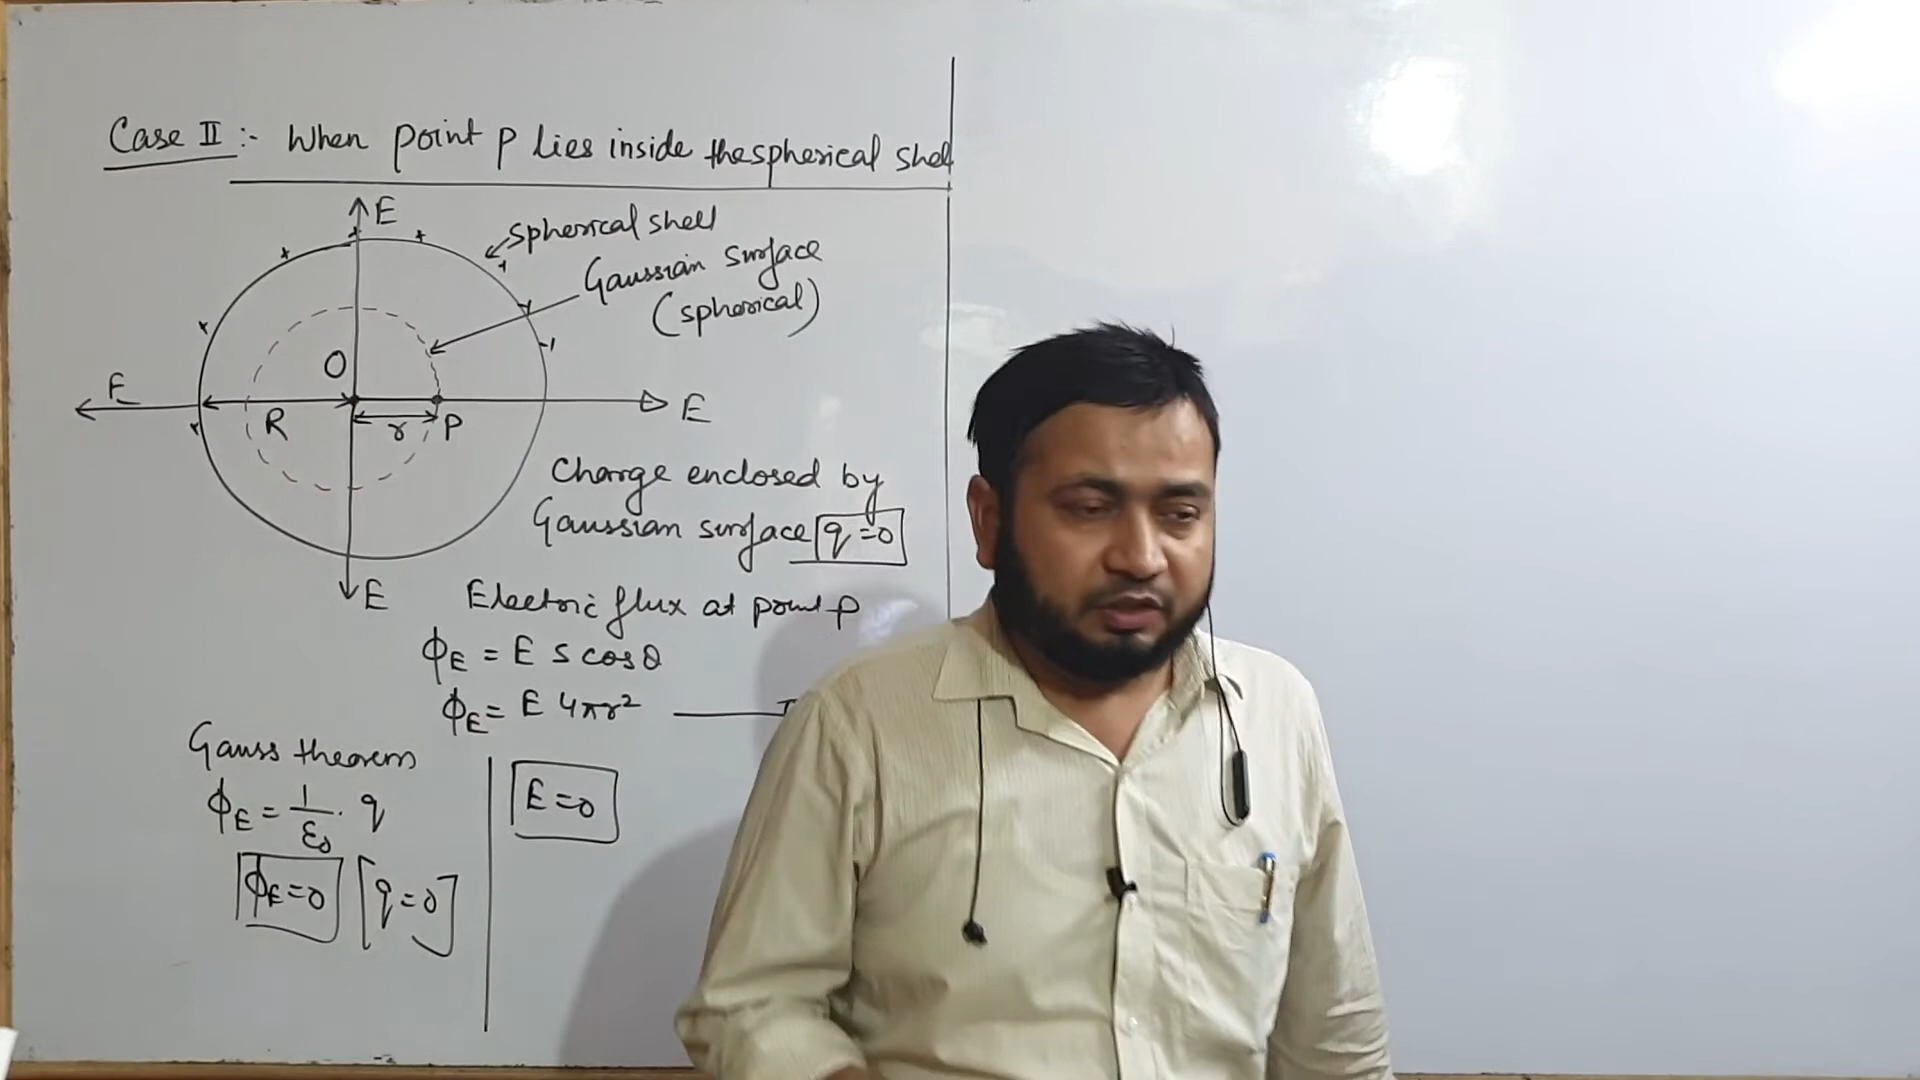 Case II :- When point P lies inside the spherical shell
E
Spherical shell
Gaussian surface
(spherical)
O
E
E
R
r
P
Charge enclosed by
Gaussian surface q=0
E
Electric flux at point P
ϕE = E S cosθ
ϕE = E 4πr²
Gauss theorem
ϕE = 1/ε₀ · q
ϕE=0 [q=0]
E=0